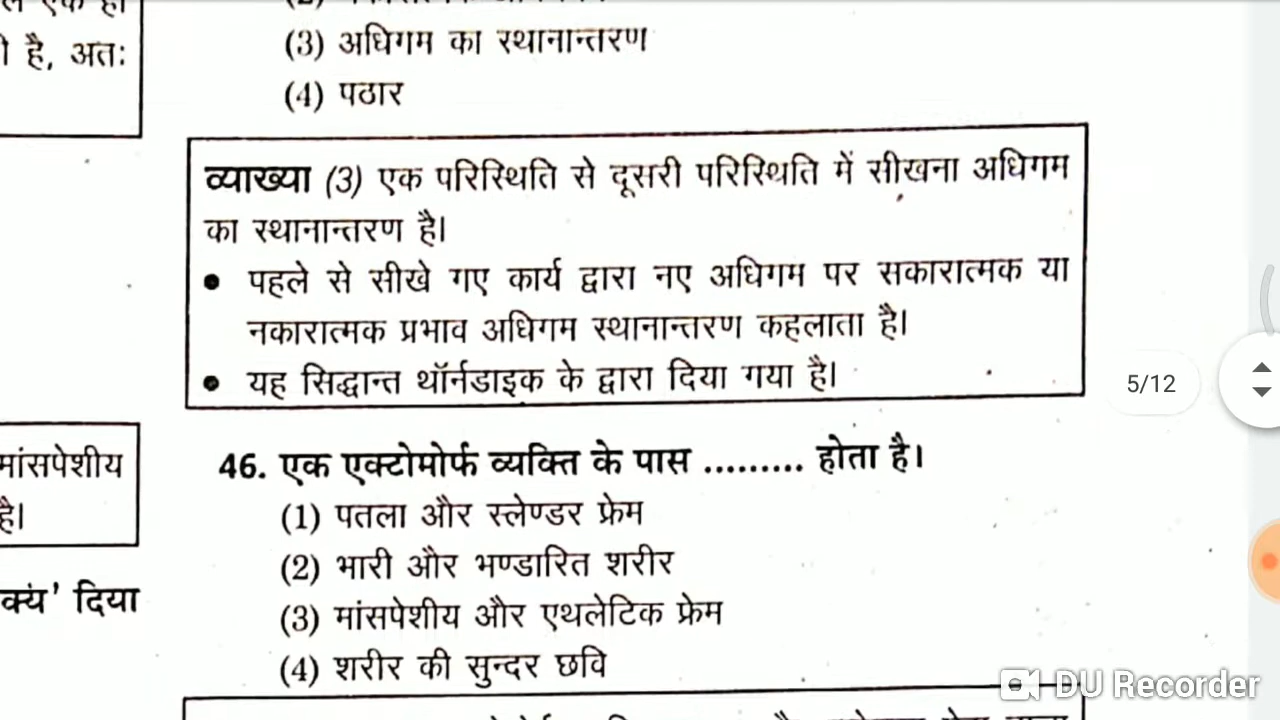 है, अतः
(3) अधिगम का स्थानान्तरण
(4) पठार
व्याख्या (3) एक परिस्थिति से दूसरी परिस्थिति में सीखना अधिगम
का स्थानान्तरण है।
• पहले से सीखे गए कार्य द्वारा नए अधिगम पर सकारात्मक या
नकारात्मक प्रभाव अधिगम स्थानान्तरण कहलाता है।
• यह सिद्धान्त थॉर्नडाइक के द्वारा दिया गया है।
5/12
मांसपेशीय
है।
दिया
46. एक एक्टोमोर्फ व्यक्ति के पास ......... होता है।
(1) पतला और स्लेण्डर फ्रेम
(2) भारी और भण्डारित शरीर
(3) मांसपेशीय और एथलेटिक फ्रेम
(4) शरीर की सुन्दर छवि
DU Recorder